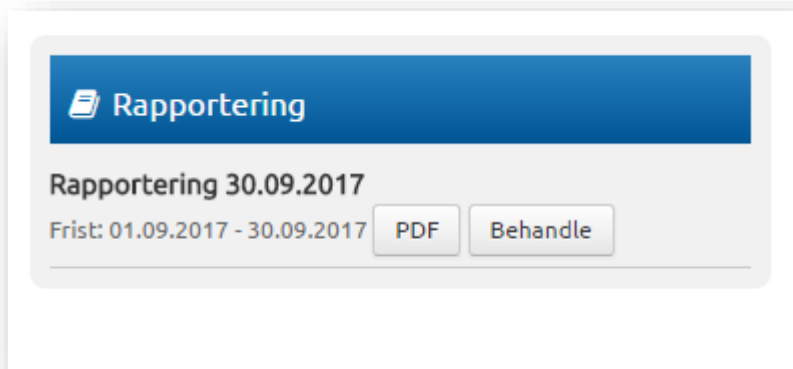 Rapportering
Rapportering 30.09.2017
Frist: 01.09.2017 - 30.09.2017 PDF Behandle